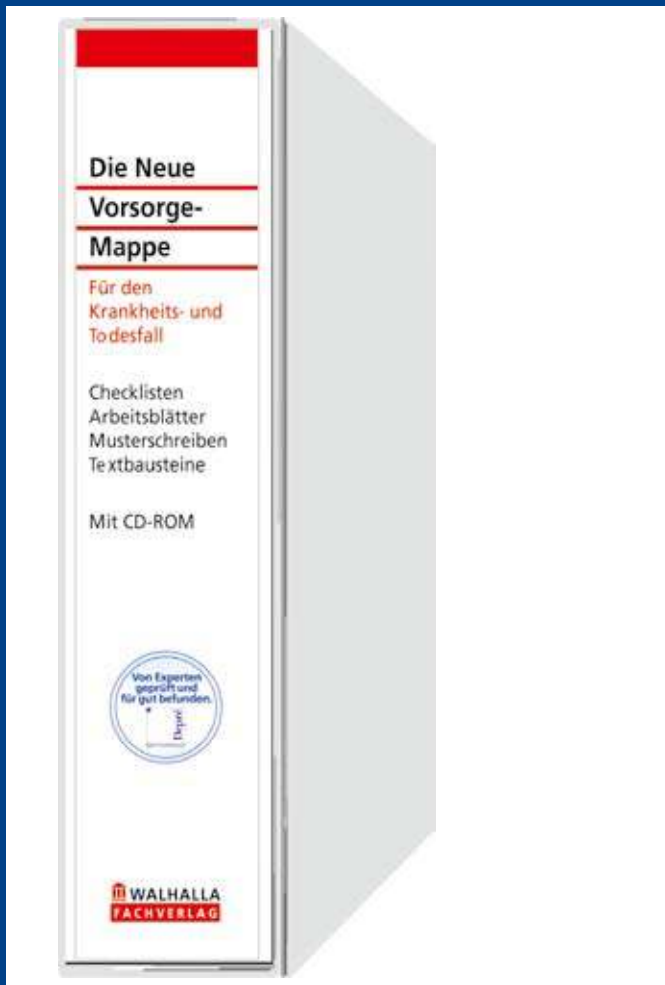 Die Neue
Vorsorge-
Mappe
Für den
Krankheits- und
Todesfall
Checklisten
Arbeitsblätter
Musterschreiben
Textbausteine
Mit CD-ROM
Von Experten
geprüft und
für gut befunden.
Depré
WALHALLA
FACHVERLAG